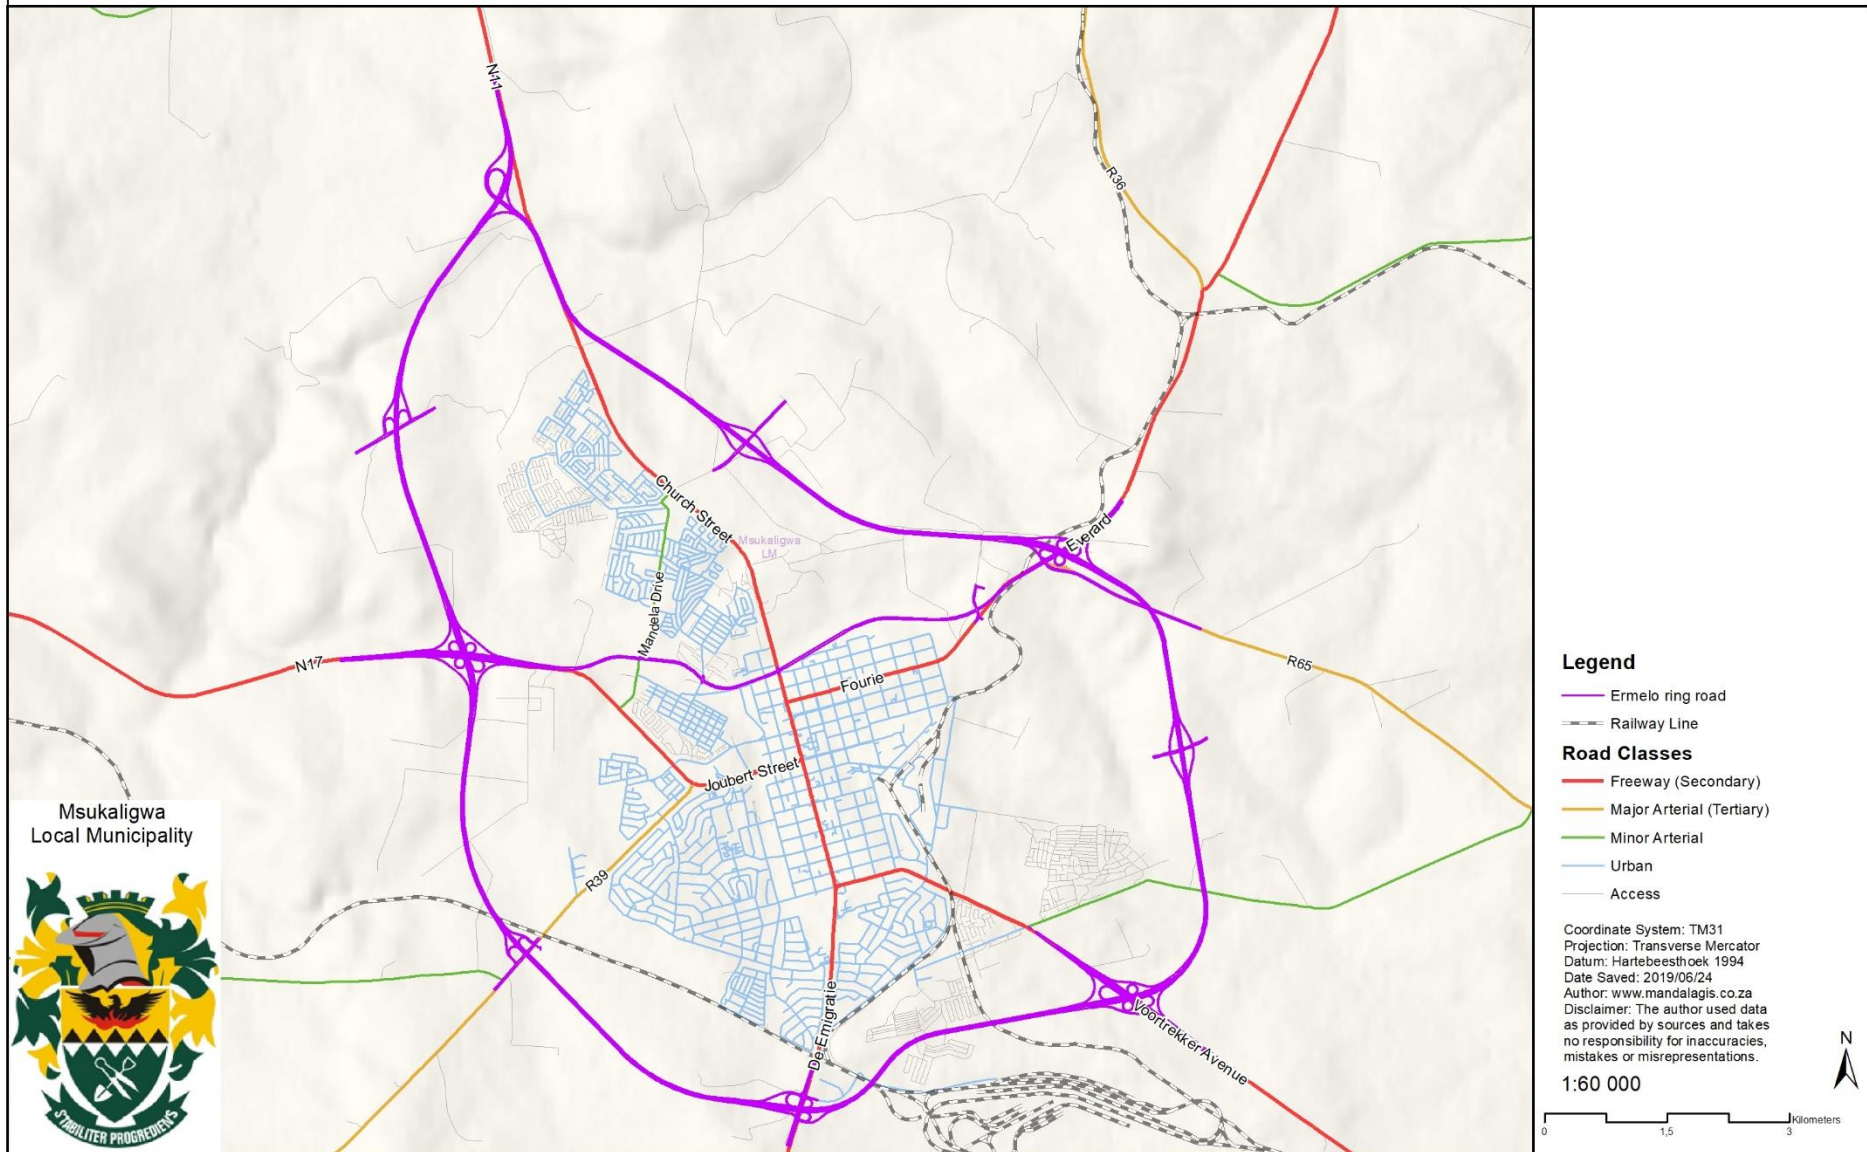 N11
R36
Church Street
Msukaligwa
LM
Everard
Mandela Drive
N17
R65
Fourie
Joubert Street
R39
De Emigratie
Voortrekker Avenue
Msukaligwa
Local Municipality
STABILITER PROGREDIENS
Legend
Ermelo ring road
Railway Line
Road Classes
Freeway (Secondary)
Major Arterial (Tertiary)
Minor Arterial
Urban
Access
Coordinate System: TM31
Projection: Transverse Mercator
Datum: Hartebeesthoek 1994
Date Saved: 2019/06/24
Author: www.mandalagis.co.za
Disclaimer: The author used data
as provided by sources and takes
no responsibility for inaccuracies,
mistakes or misrepresentations.
N
1:60 000
Kilometers
0 1,5 3